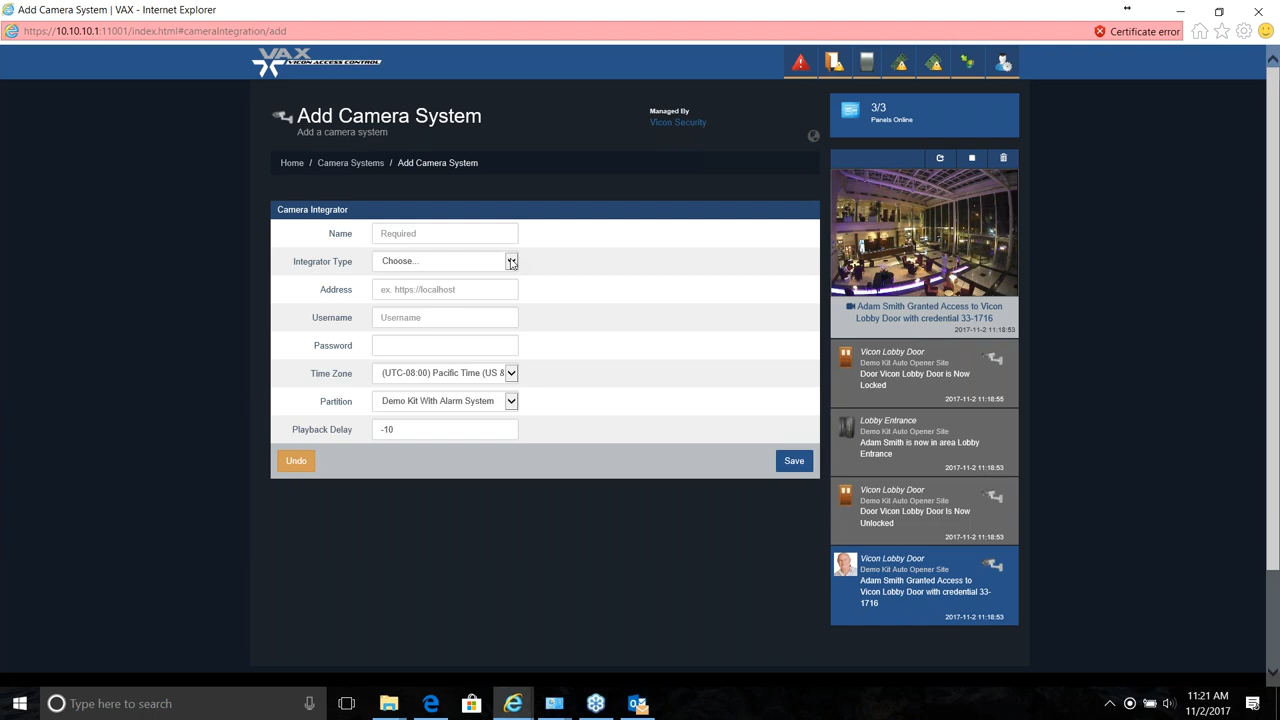 Add Camera System | VAX - Internet Explorer
https://10.10.10.1:11001/index.html#cameraIntegration/add
Certificate error
VAX
VICON ACCESS CONTROL
Add Camera System
Add a camera system
Managed By
Vicon Security
3/3
Panels Online
Home / Camera Systems / Add Camera System
Camera Integrator
Name Required
Integrator Type Choose...
Address ex. https://localhost
Username Username
Password
Time Zone (UTC-08:00) Pacific Time (US &
Partition Demo Kit With Alarm System
Playback Delay -10
Undo Save
Adam Smith Granted Access to Vicon
Lobby Door with credential 33-1716
2017-11-2 11:18:53
Vicon Lobby Door
Demo Kit Auto Opener Site
Door Vicon Lobby Door is Now
Locked
2017-11-2 11:18:56
Lobby Entrance
Demo Kit Auto Opener Site
Adam Smith is now in area Lobby
Entrance
2017-11-2 11:18:53
Vicon Lobby Door
Demo Kit Auto Opener Site
Door Vicon Lobby Door Is Now
Unlocked
2017-11-2 11:18:53
Vicon Lobby Door
Demo Kit Auto Opener Site
Adam Smith Granted Access to
Vicon Lobby Door with credential 33-
1716
2017-11-2 11:18:53
Type here to search
11:21 AM
11/2/2017